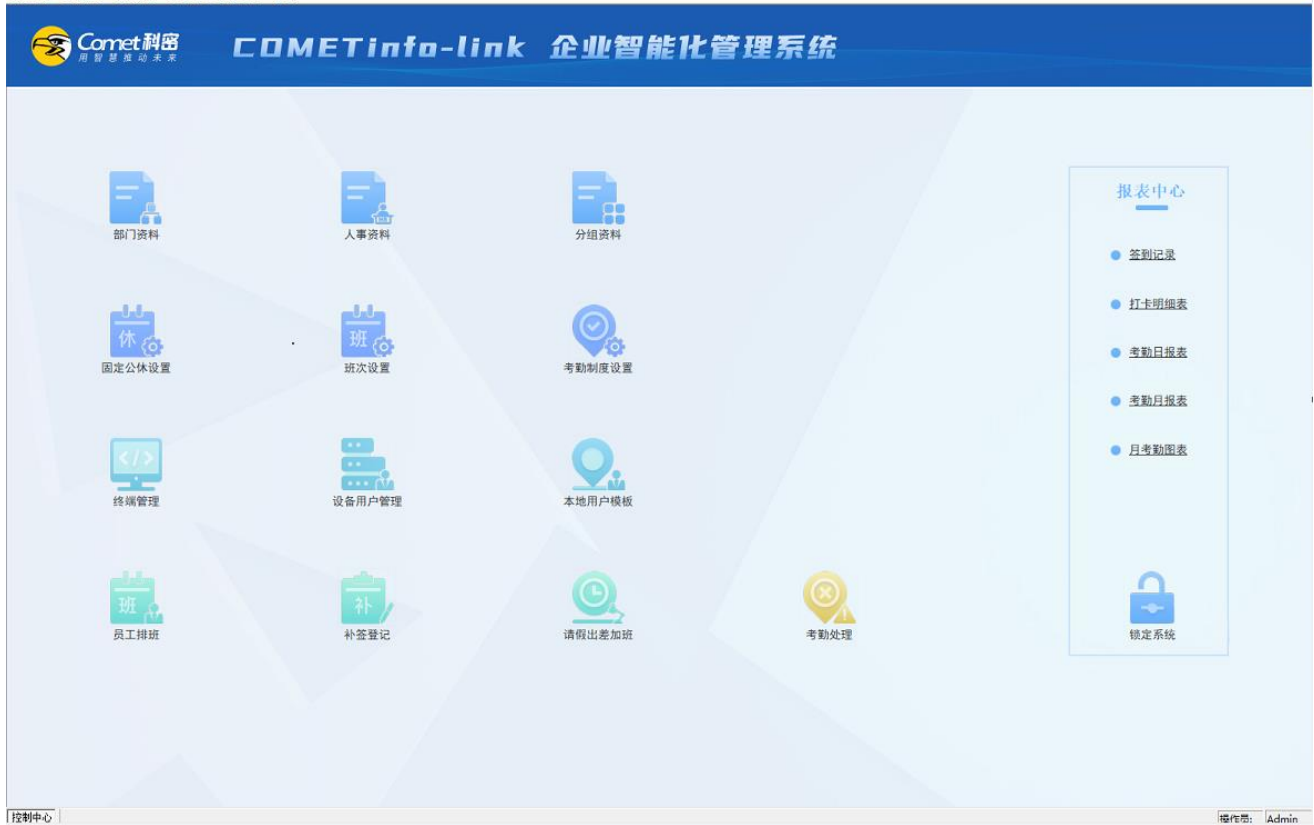 Comet科密
用智慧推动未来
COMETinfo-link 企业智能化管理系统
部门资料
人事资料
分组资料
报表中心
签到记录
打卡明细表
考勤日报表
考勤月报表
月考勤图表
休
固定公休设置
班
班次设置
考勤制度设置
</>
终端管理
设备用户管理
本地用户模板
班
员工排班
补
补签登记
请假出差加班
考勤处理
锁定系统
控制中心
操作员: Admin